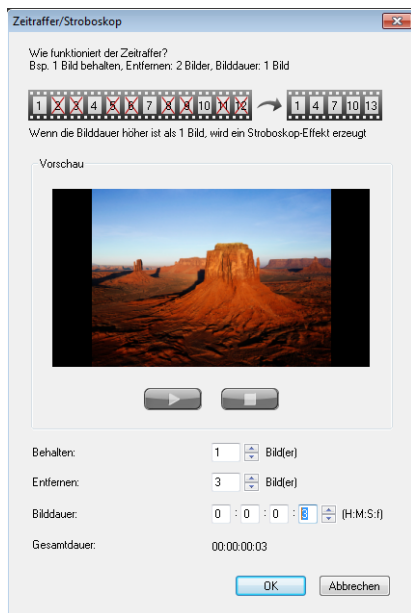 Zeitraffer/Stroboskop
Wie funktioniert der Zeitraffer?
Bsp. 1 Bild behalten, Entfernen: 2 Bilder, Bilddauer: 1 Bild
1 2 3 4 5 6 7 8 9 10 11 12 1 4 7 10 13
Wenn die Bilddauer höher ist als 1 Bild, wird ein Stroboskop-Effekt erzeugt
Vorschau
Behalten: 1 Bild(er)
Entfernen: 3 Bild(er)
Bilddauer: 0 : 0 : 0 : 3 (H:M:S:f)
Gesamtdauer: 00:00:00:03
OK Abbrechen